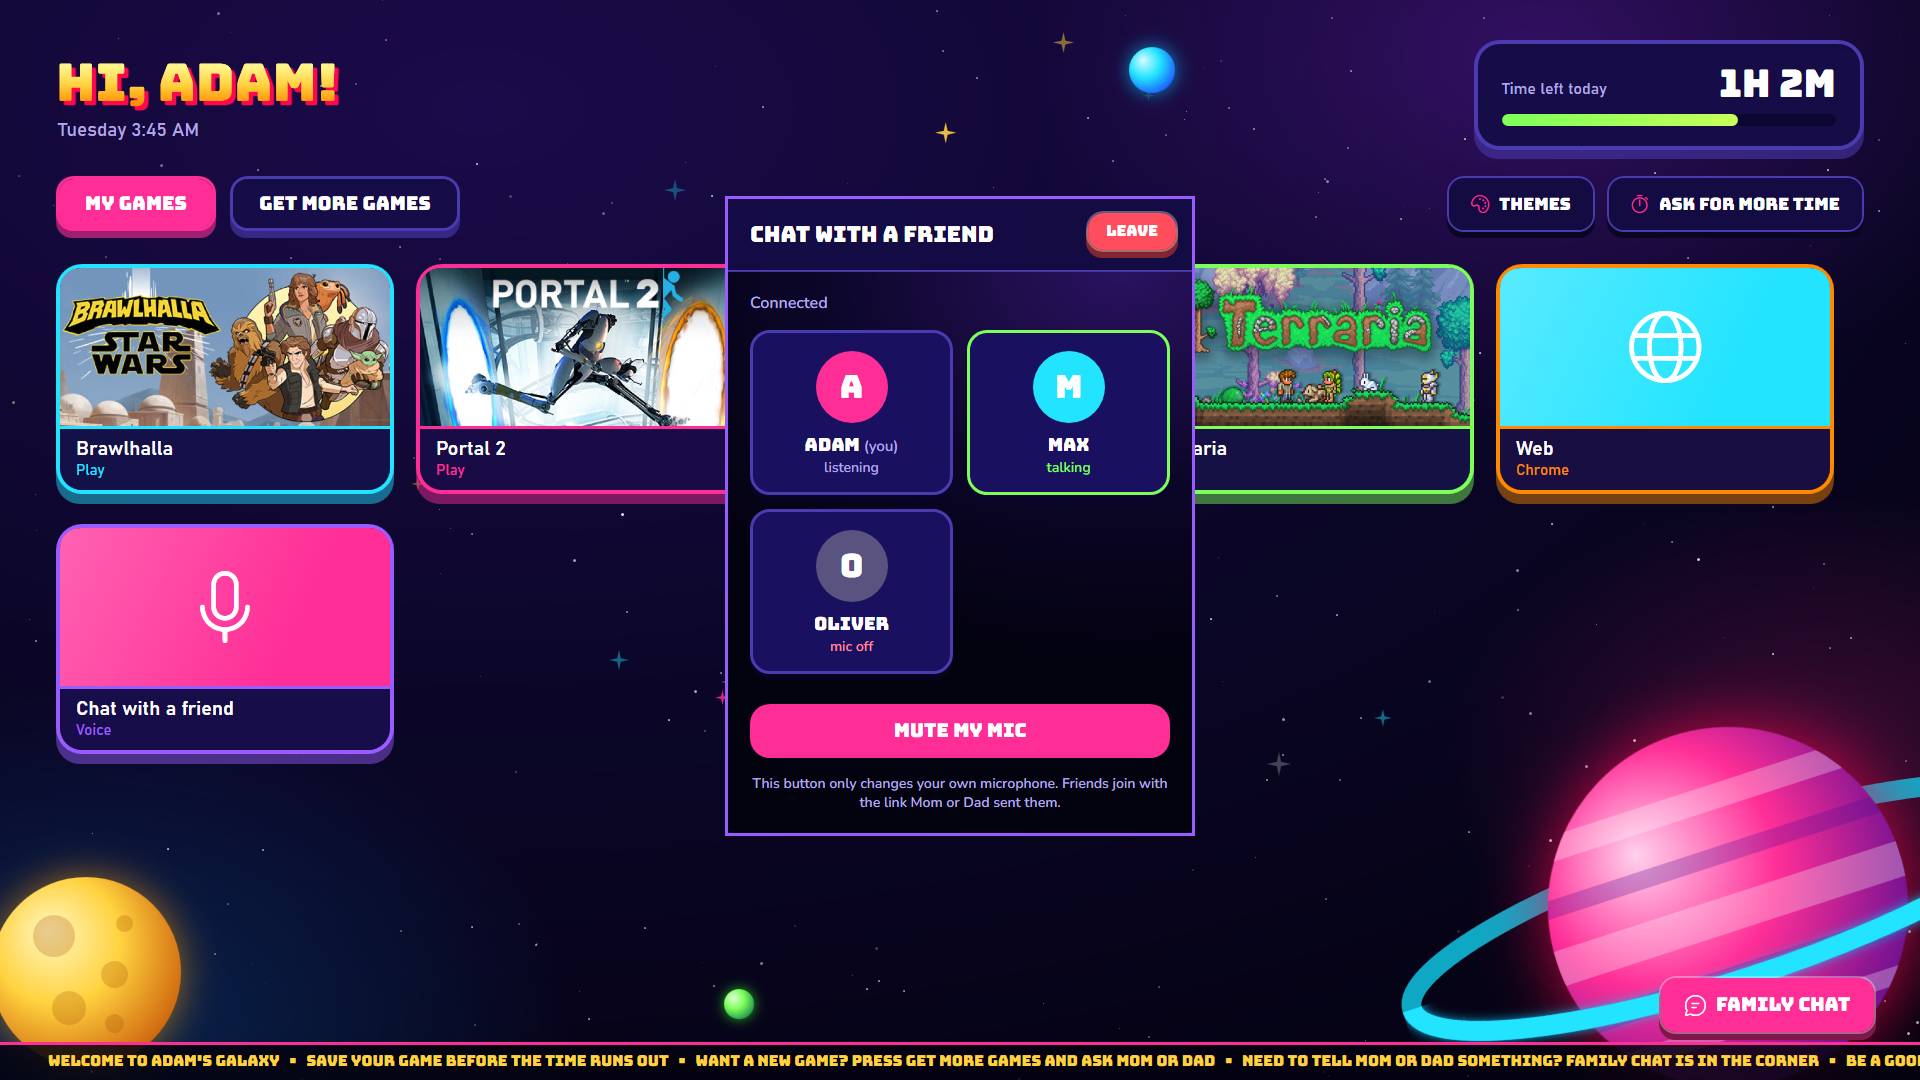 HI, ADAM!
Tuesday 3:45 AM
Time left today
1H 2M
MY GAMES
GET MORE GAMES
THEMES
ASK FOR MORE TIME
BRAWLHALLA
STAR WARS
Brawlhalla
Play
PORTAL 2
Portal 2
Play
CHAT WITH A FRIEND
LEAVE
Connected
A
ADAM (you)
listening
M
MAX
talking
O
OLIVER
mic off
MUTE MY MIC
This button only changes your own microphone. Friends join with
the link Mom or Dad sent them.
Terraria
aria
Web
Chrome
Chat with a friend
Voice
FAMILY CHAT
WELCOME TO ADAM'S GALAXY ▪ SAVE YOUR GAME BEFORE THE TIME RUNS OUT ▪ WANT A NEW GAME? PRESS GET MORE GAMES AND ASK MOM OR DAD ▪ NEED TO TELL MOM OR DAD SOMETHING? FAMILY CHAT IS IN THE CORNER ▪ BE A